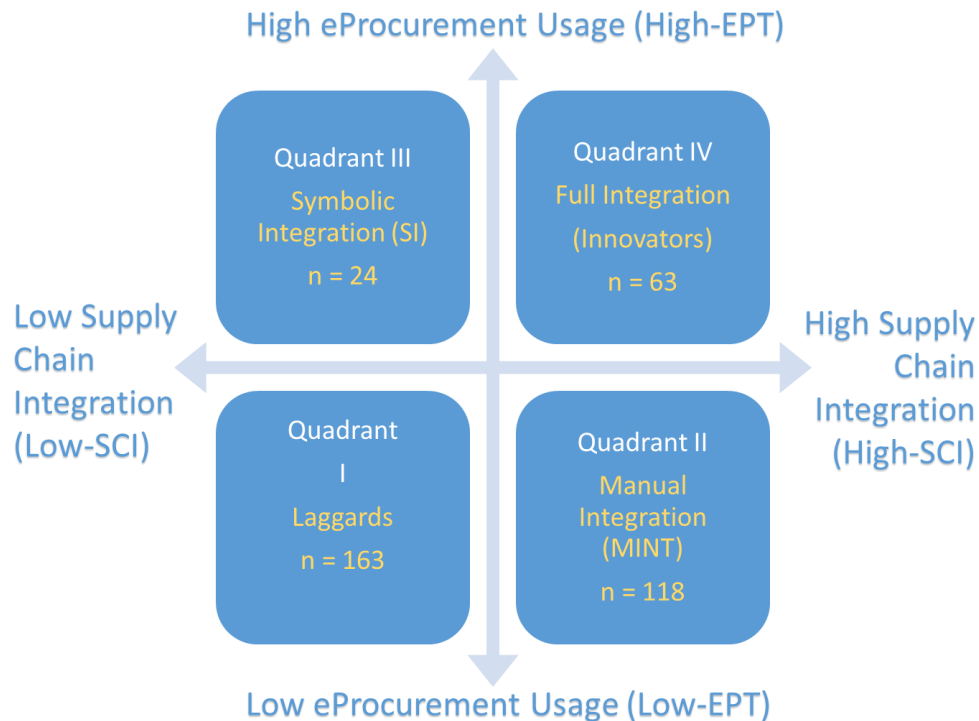 High eProcurement Usage (High-EPT)
Quadrant III
Symbolic
Integration (SI)
n = 24
Quadrant IV
Full Integration
(Innovators)
n = 63
Low Supply
Chain
Integration
(Low-SCI)
High Supply
Chain
Integration
(High-SCI)
Quadrant
I
Laggards
n = 163
Quadrant II
Manual
Integration
(MINT)
n = 118
Low eProcurement Usage (Low-EPT)